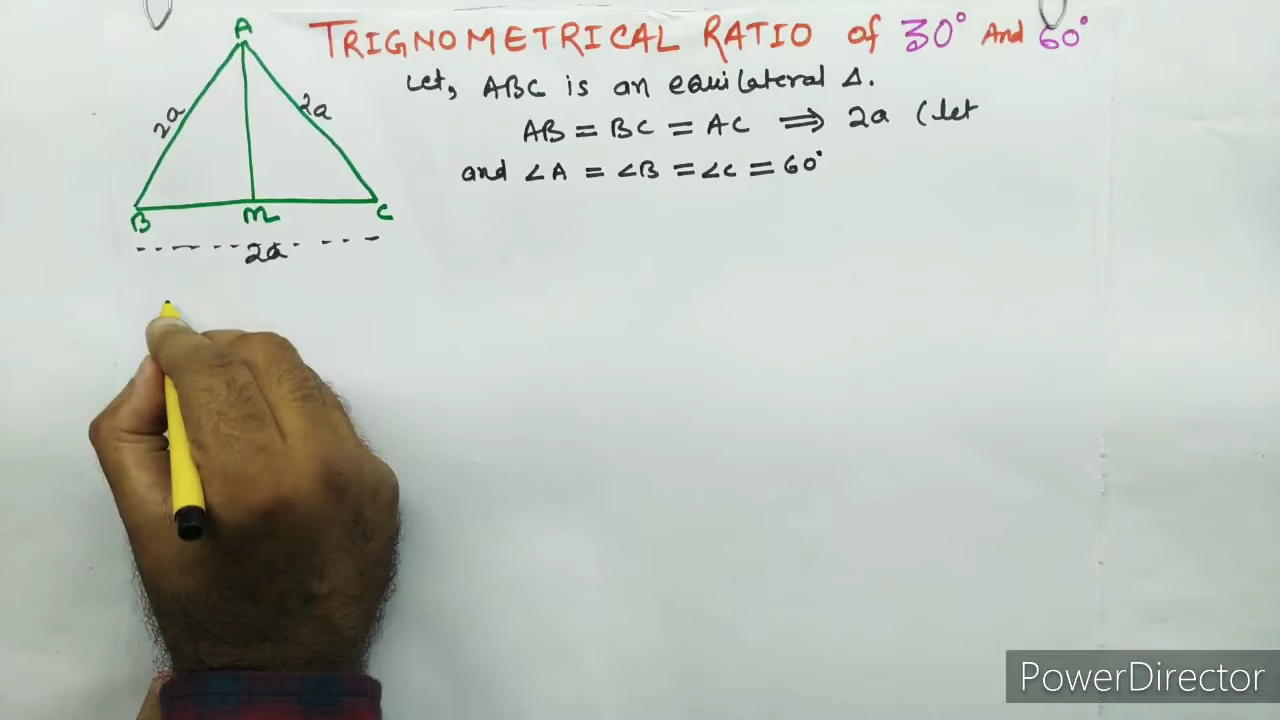 TRIGNOMETRICAL RATIO of 30° And 60°
Let, ABC is an equilateral Δ.
AB = BC = AC ⟹ 2a (let
and ∠A = ∠B = ∠C = 60°
A
2a
2a
B
M
C
2a
PowerDirector